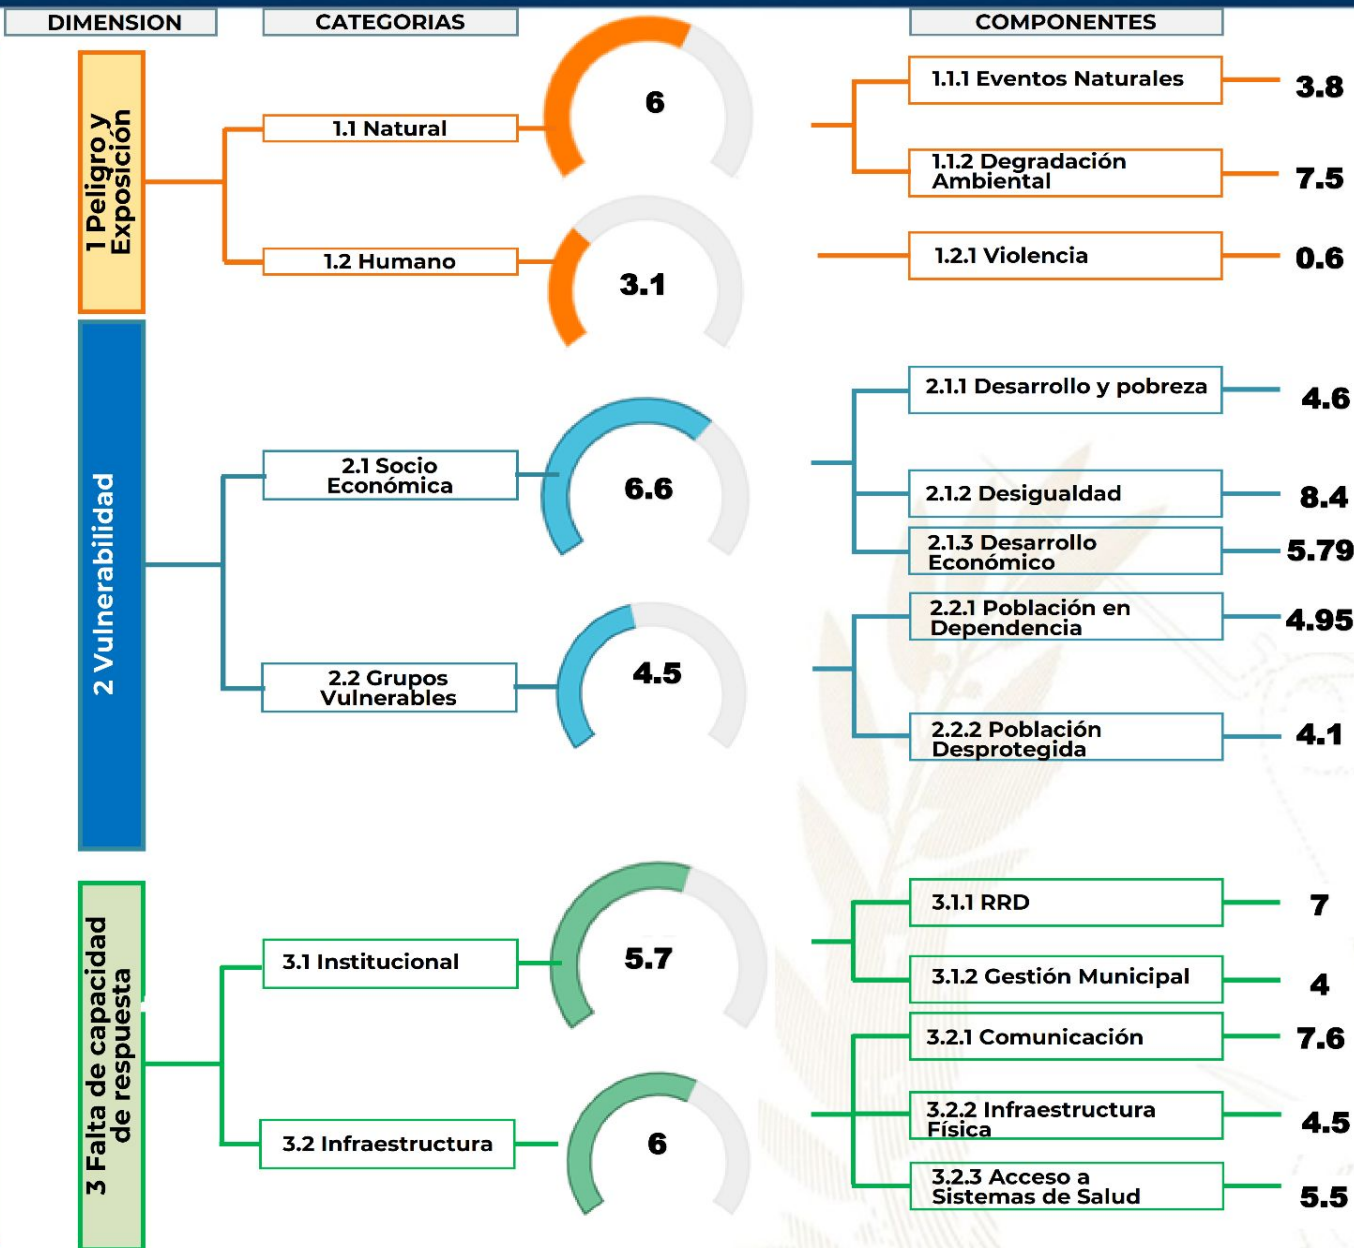 DIMENSION
CATEGORIAS
COMPONENTES
1 Peligro y
Exposición
1.1 Natural
6
1.1.1 Eventos Naturales
3.8
1.1.2 Degradación
Ambiental
7.5
1.2 Humano
3.1
1.2.1 Violencia
0.6
2 Vulnerabilidad
2.1 Socio
Económica
6.6
2.1.1 Desarrollo y pobreza
4.6
2.1.2 Desigualdad
8.4
2.1.3 Desarrollo
Económico
5.79
2.2 Grupos
Vulnerables
4.5
2.2.1 Población en
Dependencia
4.95
2.2.2 Población
Desprotegida
4.1
3 Falta de capacidad
de respuesta
3.1 Institucional
5.7
3.1.1 RRD
7
3.1.2 Gestión Municipal
4
3.2 Infraestructura
6
3.2.1 Comunicación
7.6
3.2.2 Infraestructura
Física
4.5
3.2.3 Acceso a
Sistemas de Salud
5.5